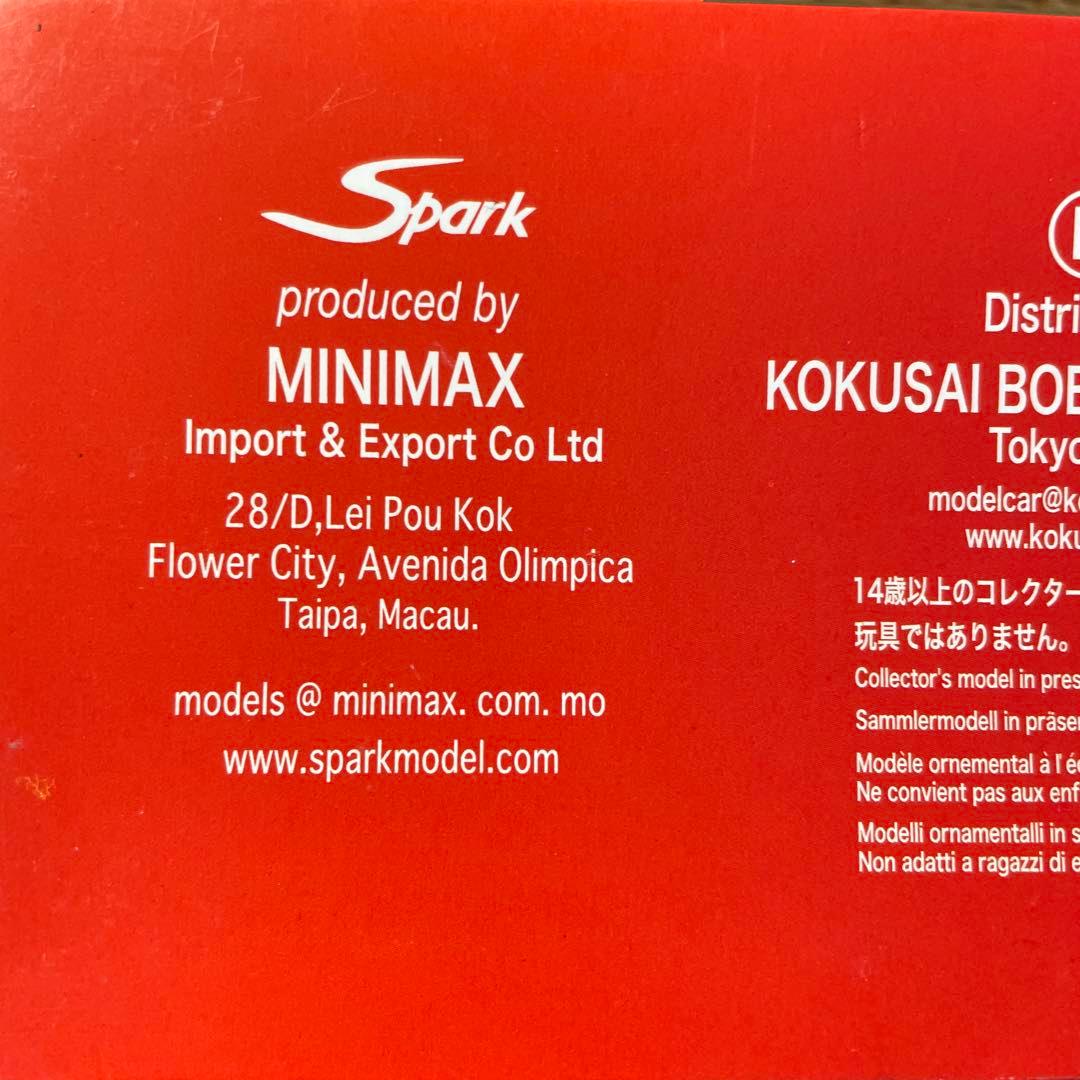 Spark
produced by
MINIMAX
Import & Export Co Ltd
28/D,Lei Pou Kok
Flower City, Avenida Olimpica
Taipa, Macau.
models @ minimax. com. mo
www.sparkmodel.com
Distri
KOKUSAI BOE
Tokyo
modelcar@k
www.koku
14歳以上のコレクター
玩具ではありません。
Collector's model in pres
Sammlermodell in präse
Modèle ornemental à l'é
Ne convient pas aux enf
Modelli ornamentalli in s
Non adatti a ragazzi di e